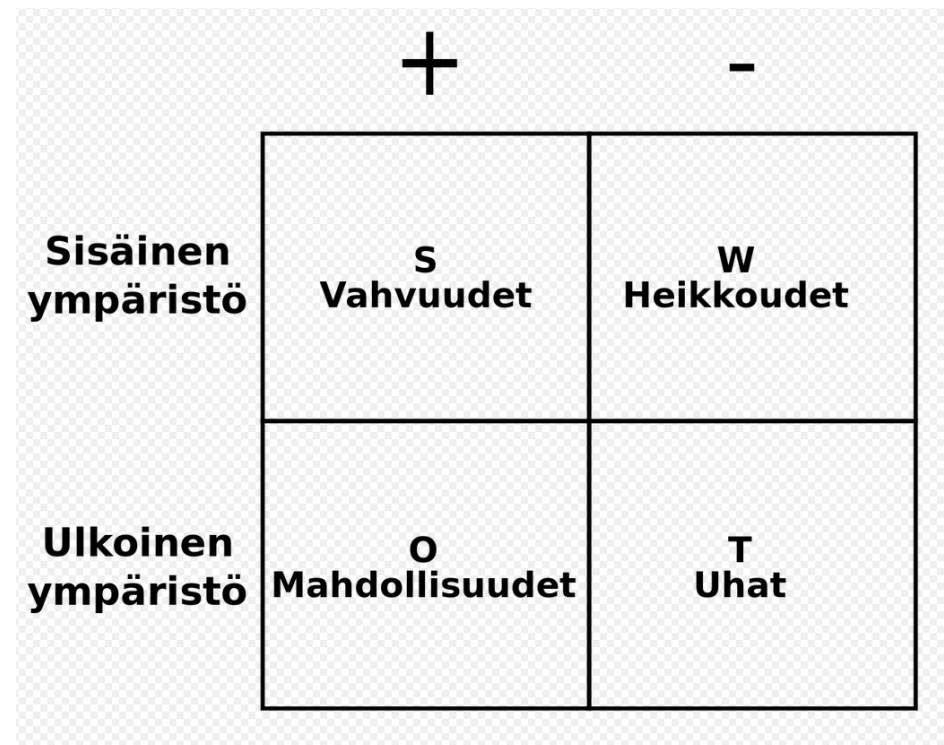 + -
Sisäinen
ympäristö
S
Vahvuudet
W
Heikkoudet
Ulkoinen
ympäristö
O
Mahdollisuudet
T
Uhat